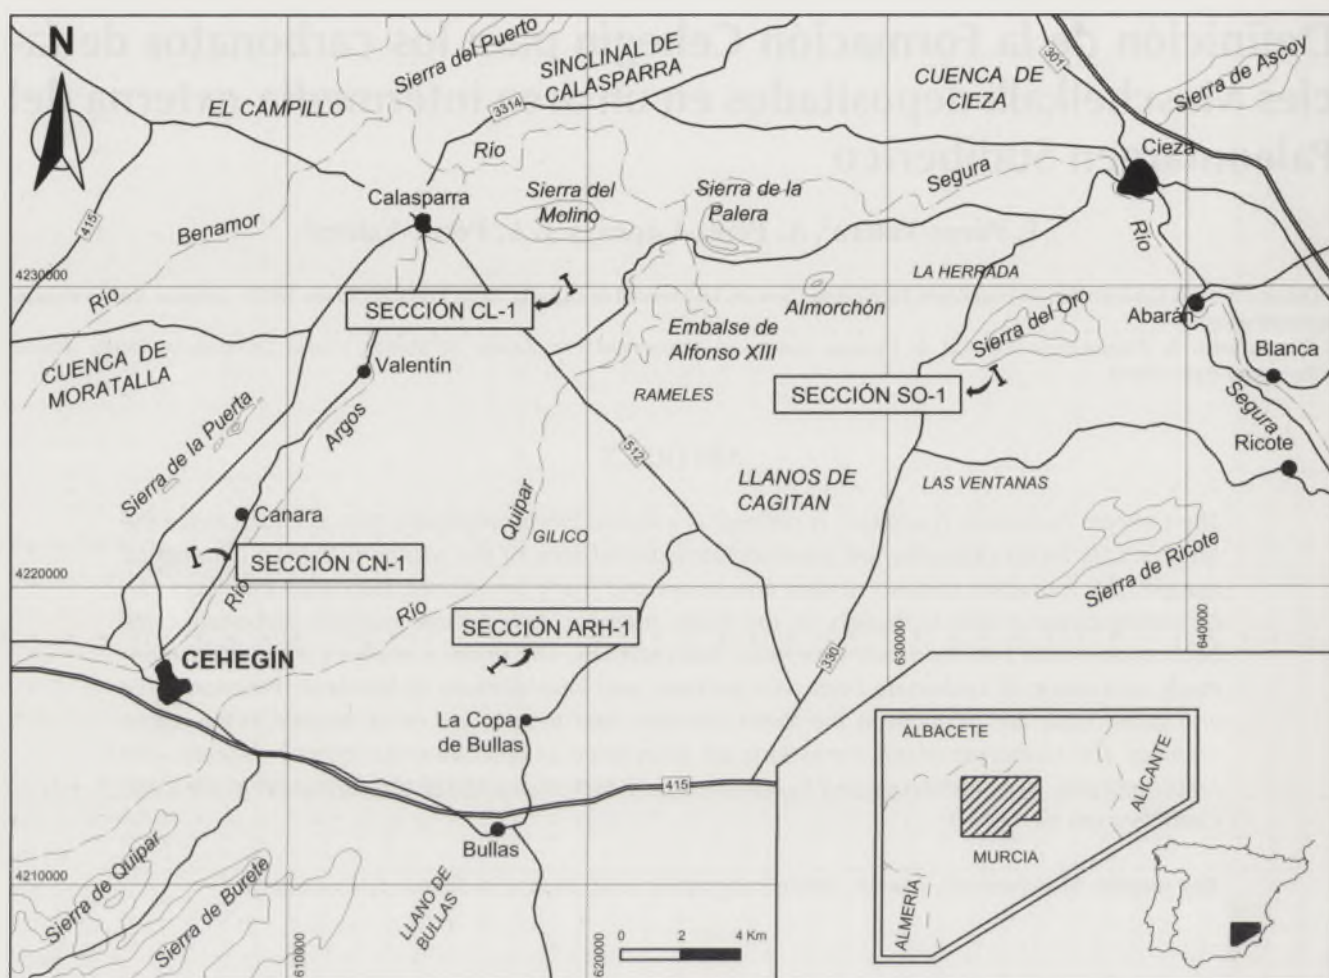 N
EL CAMPILLO
Sierra del Puerto
SINCLINAL DE
CALASPARRA
CUENCA DE
CIEZA
301
Sierra de Ascoy
3314
Río
Segura
Cieza
Calasparra
Sierra del
Molino
Sierra de la
Palera
415
Benamor
Río
Río
4230000
LA HERRADA
SECCIÓN CL-1
Almorchón
Sierra del Oro
Abarán
Embalse de
Alfonso XIII
CUENCA DE
MORATALLA
Valentín
Blanca
RAMELES
SECCIÓN SO-1
Segura
Sierra de la Puerta
Argos
Ricote
512
LLANOS DE
CAGITAN
LAS VENTANAS
Quipar
Canara
GILICO
Sierra de Ricote
SECCIÓN CN-1
4220000
Río
Río
SECCIÓN ARH-1
630000
640000
330
CEHEGÍN
La Copa
de Bullas
415
Bullas
ALBACETE
ALICANTE
MURCIA
ALMERÍA
4210000
Sierra de Quipar
Sierra de Burete
LLANO DE
BULLAS
610000
620000
0 2 4 Km